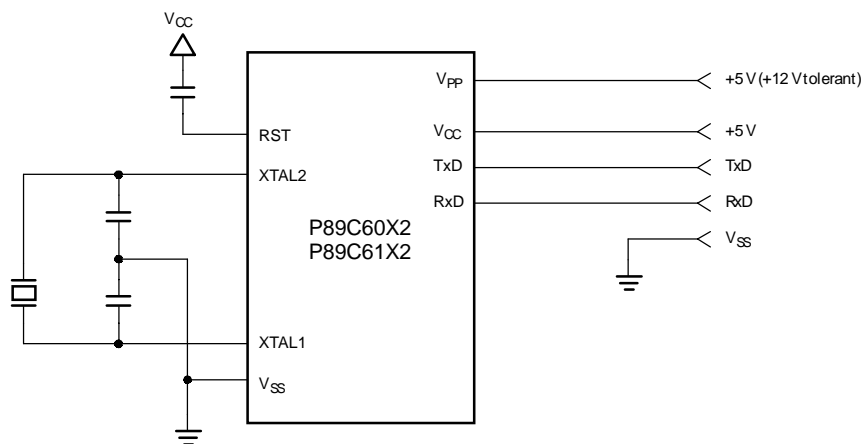 VCC
VPP
+5 V (+12 V tolerant)
RST
VCC
+5 V
XTAL2
TxD
TxD
RxD
RxD
P89C60X2
P89C61X2
VSS
XTAL1
VSS